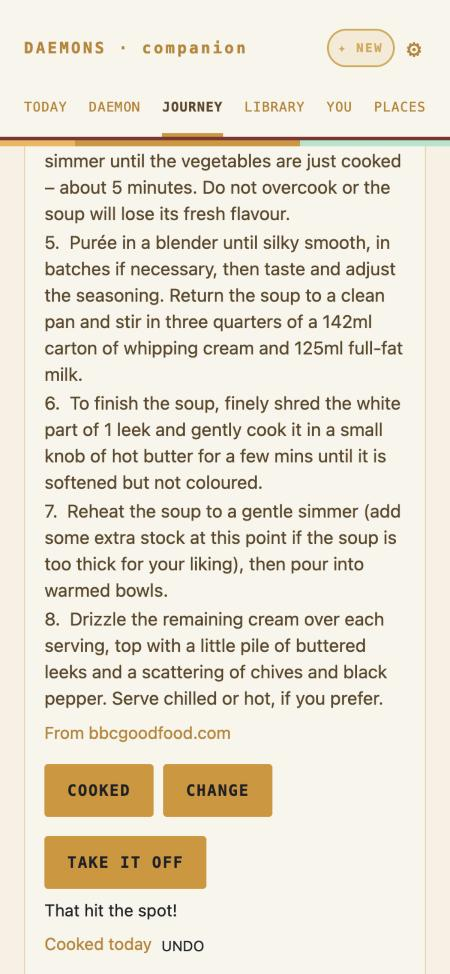 DAEMONS · companion
+ NEW
TODAY DAEMON JOURNEY LIBRARY YOU PLACES
simmer until the vegetables are just cooked
– about 5 minutes. Do not overcook or the
soup will lose its fresh flavour.
5. Purée in a blender until silky smooth, in
batches if necessary, then taste and adjust
the seasoning. Return the soup to a clean
pan and stir in three quarters of a 142ml
carton of whipping cream and 125ml full-fat
milk.
6. To finish the soup, finely shred the white
part of 1 leek and gently cook it in a small
knob of hot butter for a few mins until it is
softened but not coloured.
7. Reheat the soup to a gentle simmer (add
some extra stock at this point if the soup is
too thick for your liking), then pour into
warmed bowls.
8. Drizzle the remaining cream over each
serving, top with a little pile of buttered
leeks and a scattering of chives and black
pepper. Serve chilled or hot, if you prefer.
From bbcgoodfood.com
COOKED CHANGE
TAKE IT OFF
That hit the spot!
Cooked today UNDO